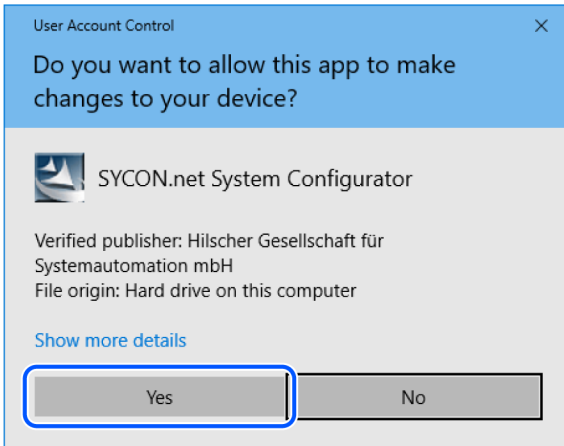 User Account Control
Do you want to allow this app to make
changes to your device?
SYCON.net System Configurator
Verified publisher: Hilscher Gesellschaft für
Systemautomation mbH
File origin: Hard drive on this computer
Show more details
Yes
No